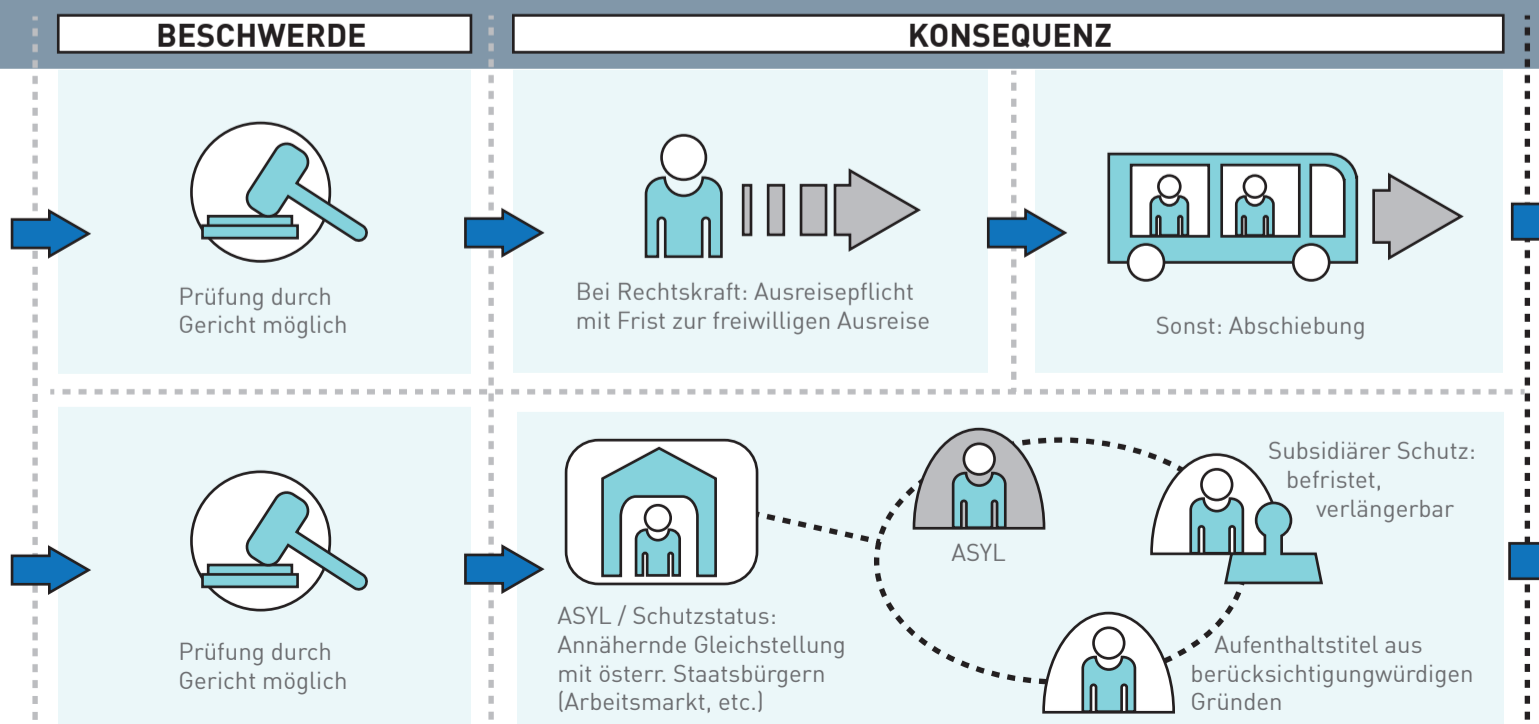 BESCHWERDE
KONSEQUENZ
Prüfung durch
Gericht möglich
Bei Rechtskraft: Ausreisepflicht
mit Frist zur freiwilligen Ausreise
Sonst: Abschiebung
Prüfung durch
Gericht möglich
ASYL / Schutzstatus:
Annähernde Gleichstellung
mit österr. Staatsbürgern
(Arbeitsmarkt, etc.)
ASYL
Subsidiärer Schutz:
befristet,
verlängerbar
Aufenthaltstitel aus
berücksichtigungwürdigen
Gründen